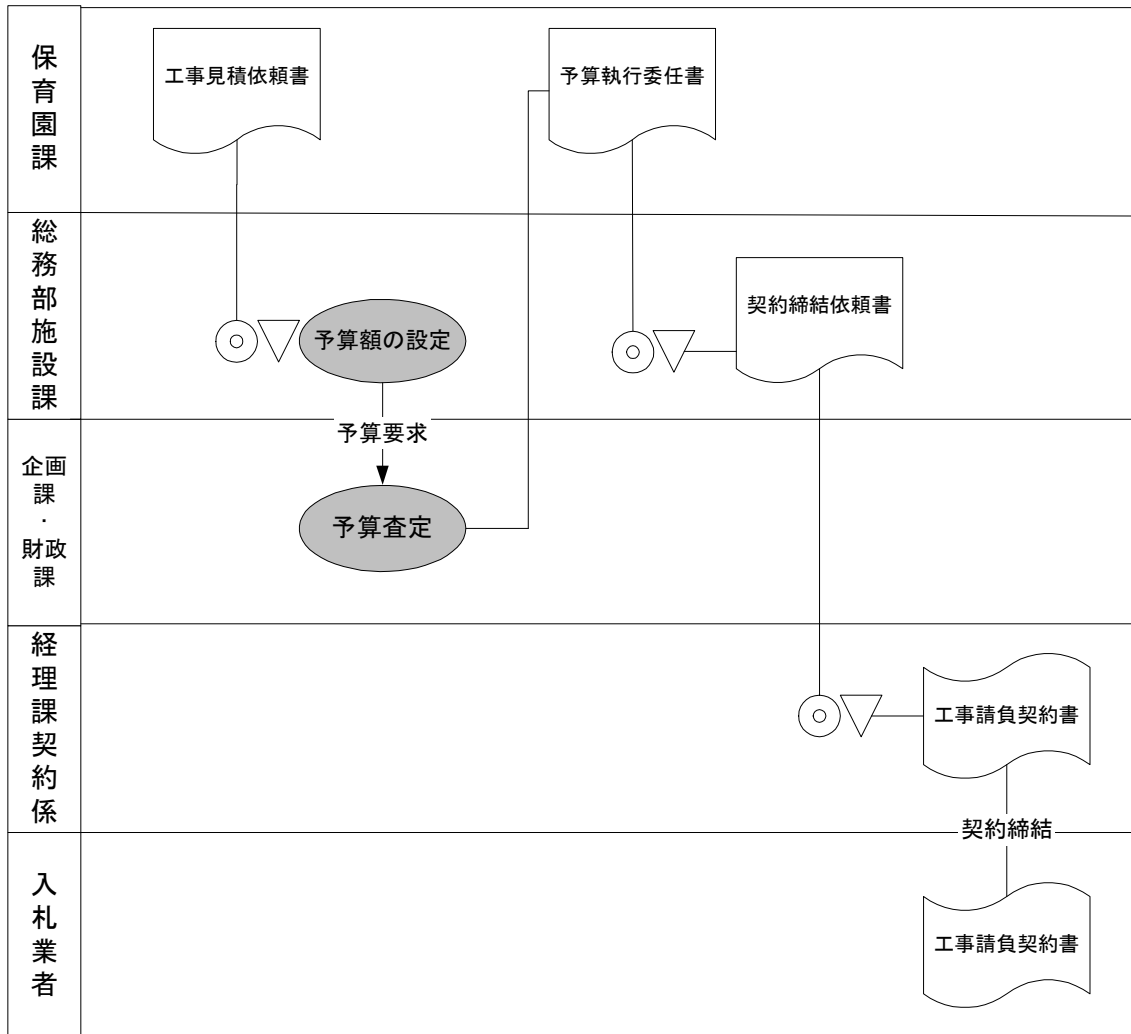 保育園課
工事見積依頼書
予算執行委任書
総務部施設課
予算額の設定
契約締結依頼書
予算要求
企画
課
・
財政
課
予算査定
経理課契約係
工事請負契約書
契約締結
入札業者
工事請負契約書